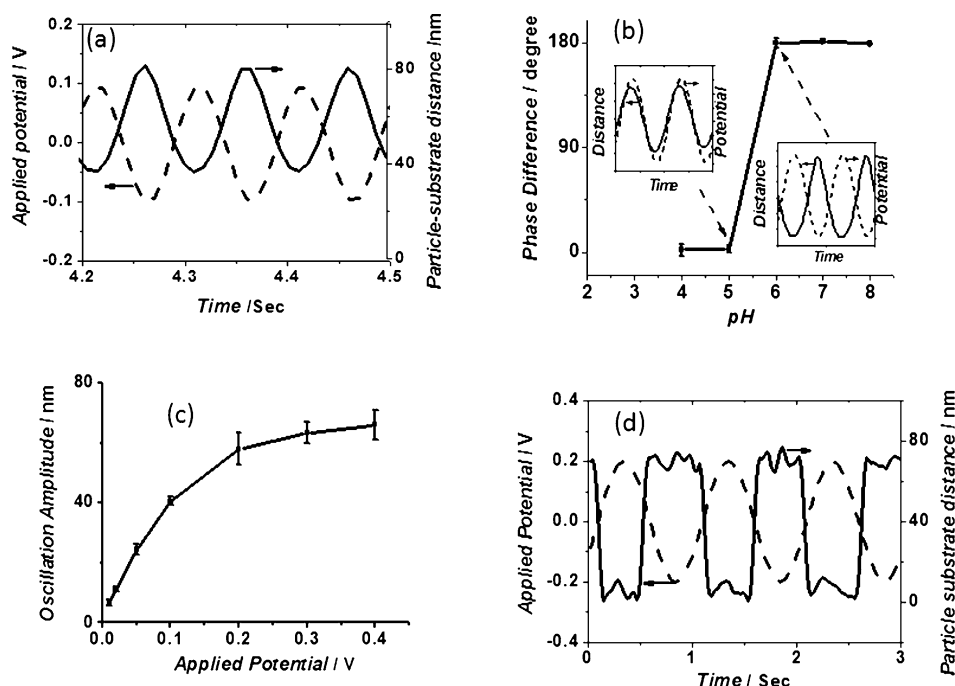 (a)
Applied potential / V
0.2
0.1
0.0
-0.1
-0.2
4.2
4.3
4.4
4.5
Time /Sec
80
40
0
Particle-substrate distance /nm
(b)
Phase Difference / degree
180
90
0
2
3
4
5
6
7
8
pH
Distance
Potential
Time
Distance
Potential
Time
(c)
Oscillation Amplitude / nm
80
40
0
0.0
0.1
0.2
0.3
0.4
Applied Potential / V
(d)
Applied Potential / V
0.4
0.2
0.0
-0.2
-0.4
0
1
2
3
Time / Sec
120
80
40
0
Particle substrate distance / nm